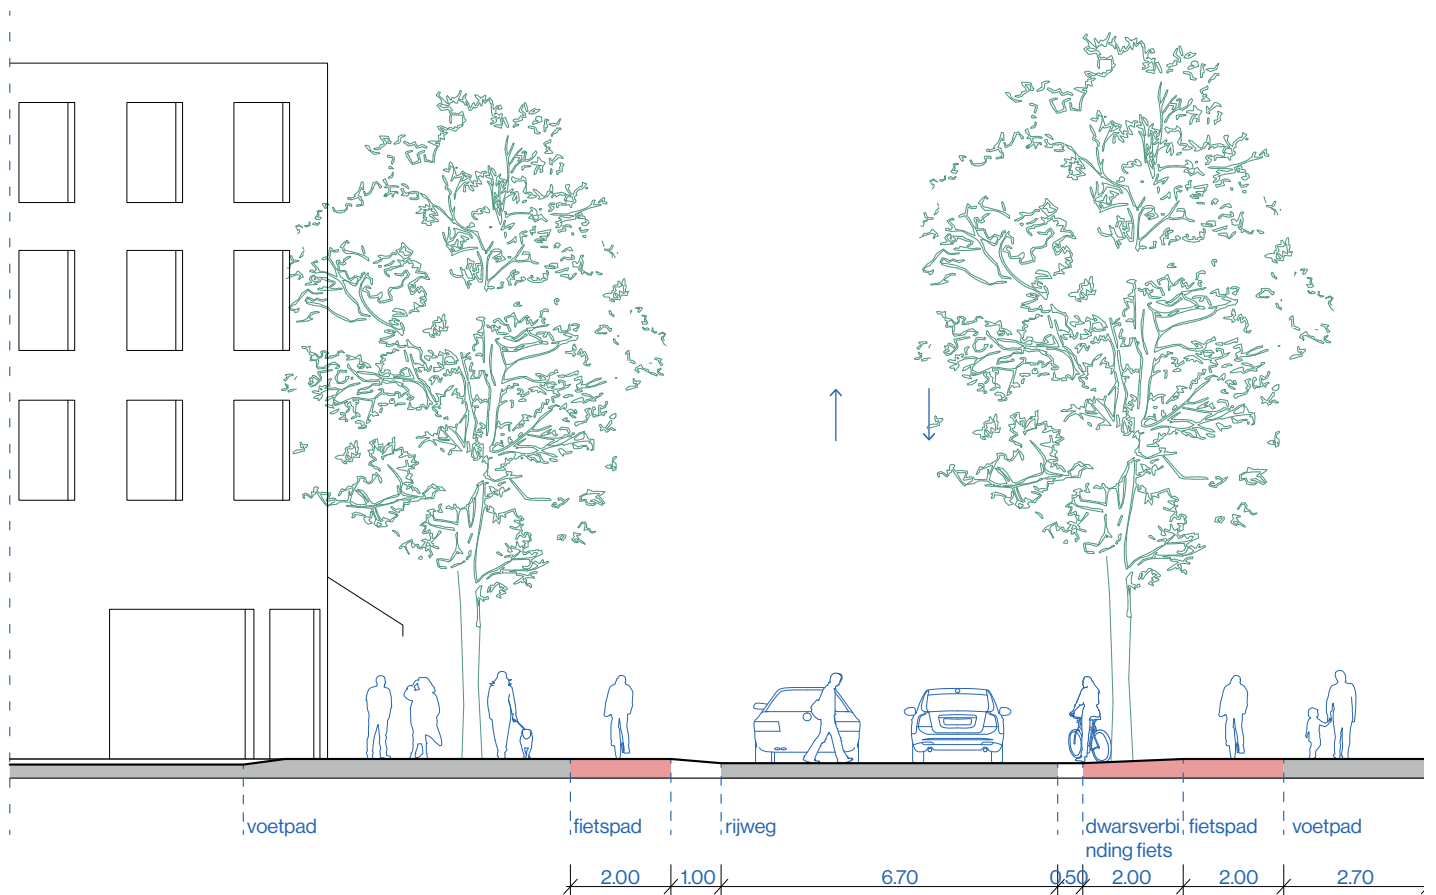 voetpad
fietspad
rijweg
dwarsverbi
nding fiets
fietspad
voetpad
2.00
1.00
6.70
0.50
2.00
2.00
2.70